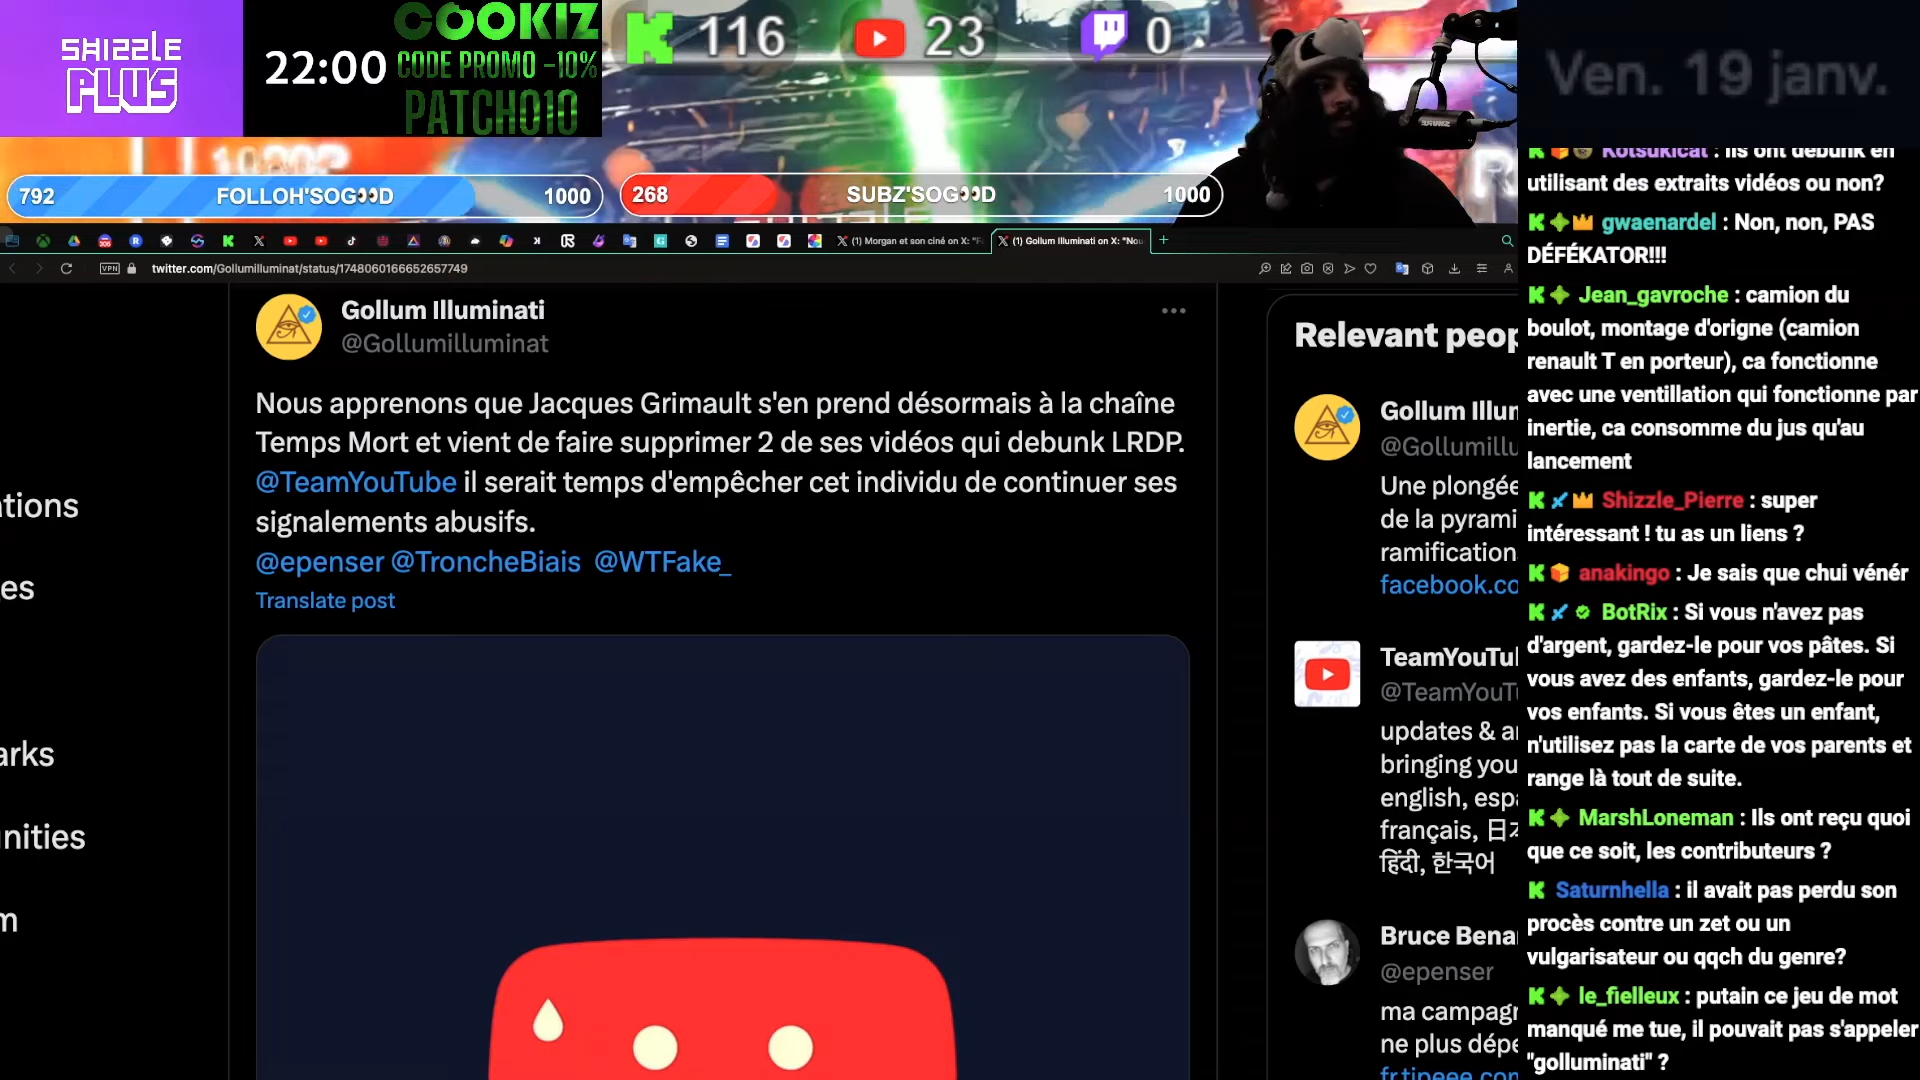 SHIZZLE
PLUS
22:00
COOKIZ
CODE PROMO -10%
PATCHO10
116
23
0
Ven. 19 janv.
792
FOLLOH'SOG👀D
1000
268
SUBZ'SOG👀D
1000
(1) Morgan et son ciné on X: "F
(1) Gollum Illuminati on X: "Nou
VPN
twitter.com/Gollumilluminat/status/1748060166652657749
Gollum Illuminati
@Gollumilluminat
Nous apprenons que Jacques Grimault s'en prend désormais à la chaîne
Temps Mort et vient de faire supprimer 2 de ses vidéos qui debunk LRDP.
@TeamYouTube il serait temps d'empêcher cet individu de continuer ses
signalements abusifs.
@epenser @TroncheBiais @WTFake_
Translate post
ations
es
arks
nities
m
Relevant peop
Gollum Illun
@Gollumillu
Une plongée
de la pyrami
ramification
facebook.co
TeamYouTul
@TeamYouT
updates & a
bringing you
english, espa
français, 日本
हिंदी, 한국어
Bruce Bena
@epenser
ma campagn
ne plus dépe
fr.tipeee.com
Kotsukicat : Ils ont debunk en
utilisant des extraits vidéos ou non?
gwaenardel : Non, non, PAS
DÉFÉKATOR!!!
Jean_gavroche : camion du
boulot, montage d'origne (camion
renault T en porteur), ca fonctionne
avec une ventillation qui fonctionne par
inertie, ca consomme du jus qu'au
lancement
Shizzle_Pierre : super
intéressant ! tu as un liens ?
anakingo : Je sais que chui vénér
BotRix : Si vous n'avez pas
d'argent, gardez-le pour vos pâtes. Si
vous avez des enfants, gardez-le pour
vos enfants. Si vous êtes un enfant,
n'utilisez pas la carte de vos parents et
range là tout de suite.
MarshLoneman : Ils ont reçu quoi
que ce soit, les contributeurs ?
Saturnhella : il avait pas perdu son
procès contre un zet ou un
vulgarisateur ou qqch du genre?
le_fielleux : putain ce jeu de mot
manqué me tue, il pouvait pas s'appeler
"golluminati" ?